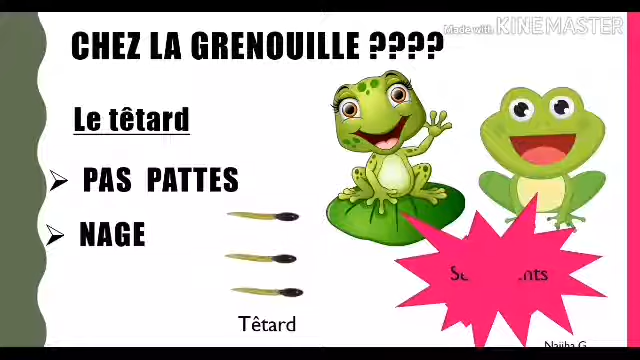 Made with KINEMASTER
CHEZ LA GRENOUILLE ????
Le têtard
PAS PATTES
NAGE
Têtard